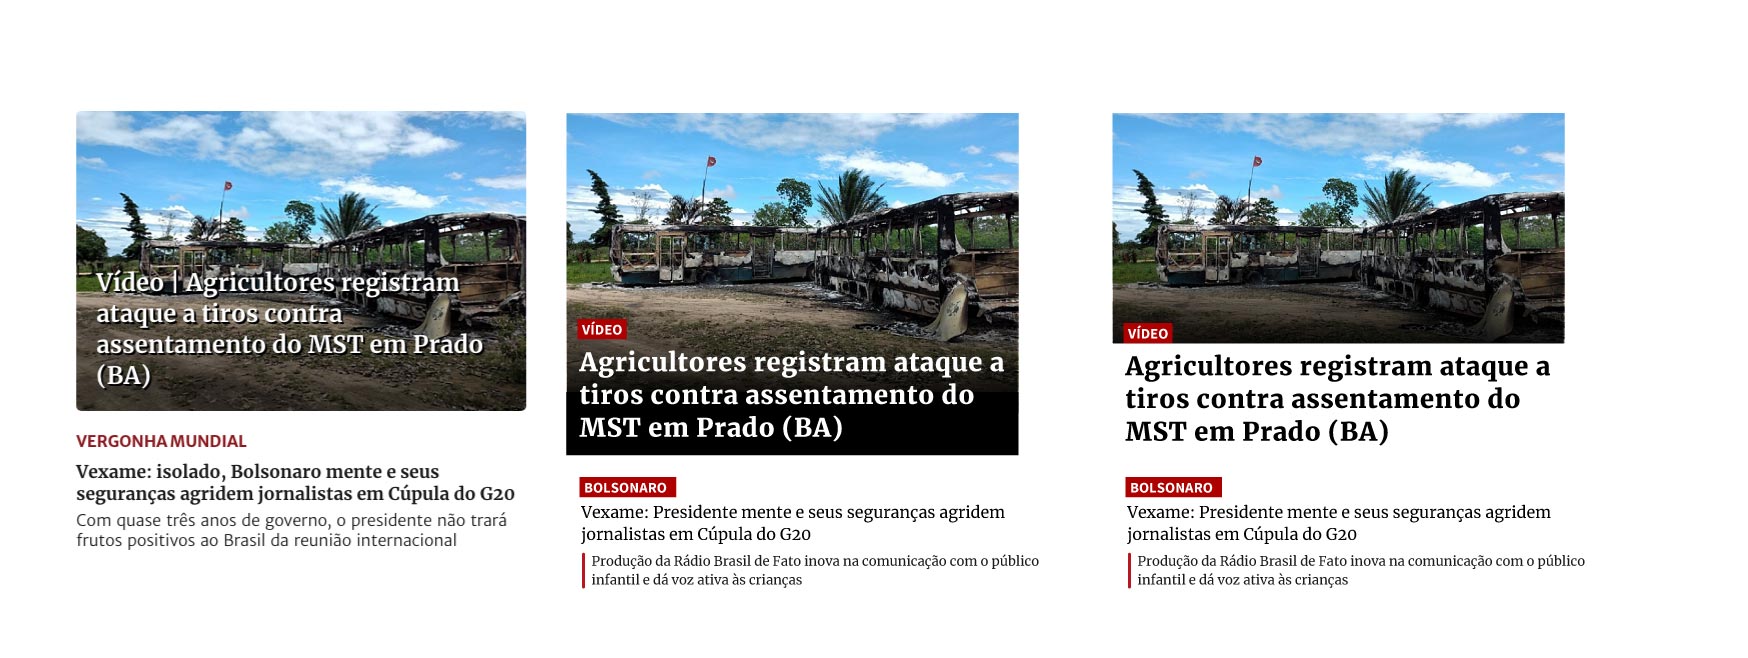 Vídeo | Agricultores registram
ataque a tiros contra
assentamento do MST em Prado
(BA)
VERGONHA MUNDIAL
Vexame: isolado, Bolsonaro mente e seus
seguranças agridem jornalistas em Cúpula do G20
Com quase três anos de governo, o presidente não trará
frutos positivos ao Brasil da reunião internacional
VÍDEO
Agricultores registram ataque a
tiros contra assentamento do
MST em Prado (BA)
BOLSONARO
Vexame: Presidente mente e seus seguranças agridem
jornalistas em Cúpula do G20
Produção da Rádio Brasil de Fato inova na comunicação com o público
infantil e dá voz ativa às crianças
VÍDEO
Agricultores registram ataque a
tiros contra assentamento do
MST em Prado (BA)
BOLSONARO
Vexame: Presidente mente e seus seguranças agridem
jornalistas em Cúpula do G20
Produção da Rádio Brasil de Fato inova na comunicação com o público
infantil e dá voz ativa às crianças